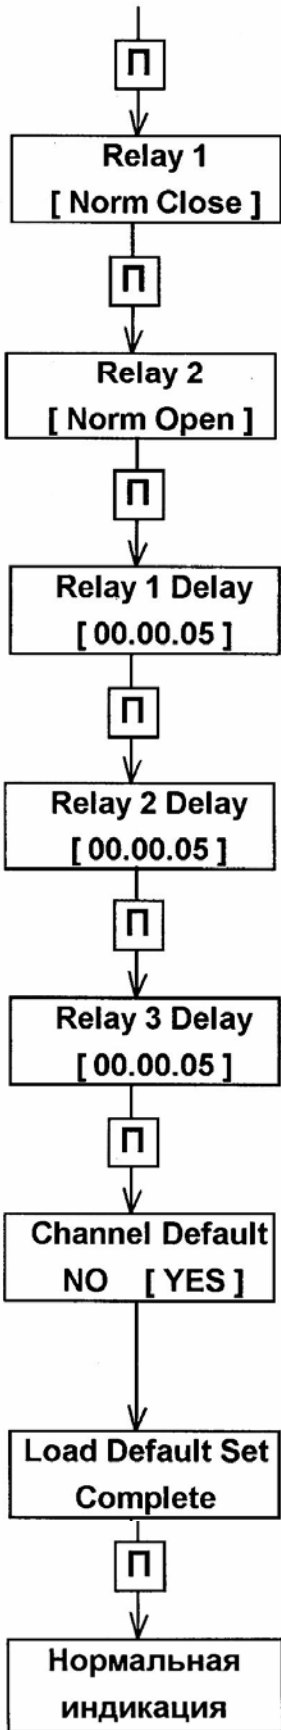 П
Relay 1
[ Norm Close ]
П
Relay 2
[ Norm Open ]
П
Relay 1 Delay
[ 00.00.05 ]
П
Relay 2 Delay
[ 00.00.05 ]
П
Relay 3 Delay
[ 00.00.05 ]
П
Channel Default
NO [ YES ]
Load Default Set
Complete
П
Нормальная
индикация